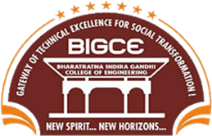 GATEWAY OF TECHNICAL EXCELLENCE FOR SOCIAL TRANSFORMATION !
BIGCE
BHARATRATNA INDIRA GANDHI
COLLEGE OF ENGINEERING
NEW SPIRIT... NEW HORIZONS...